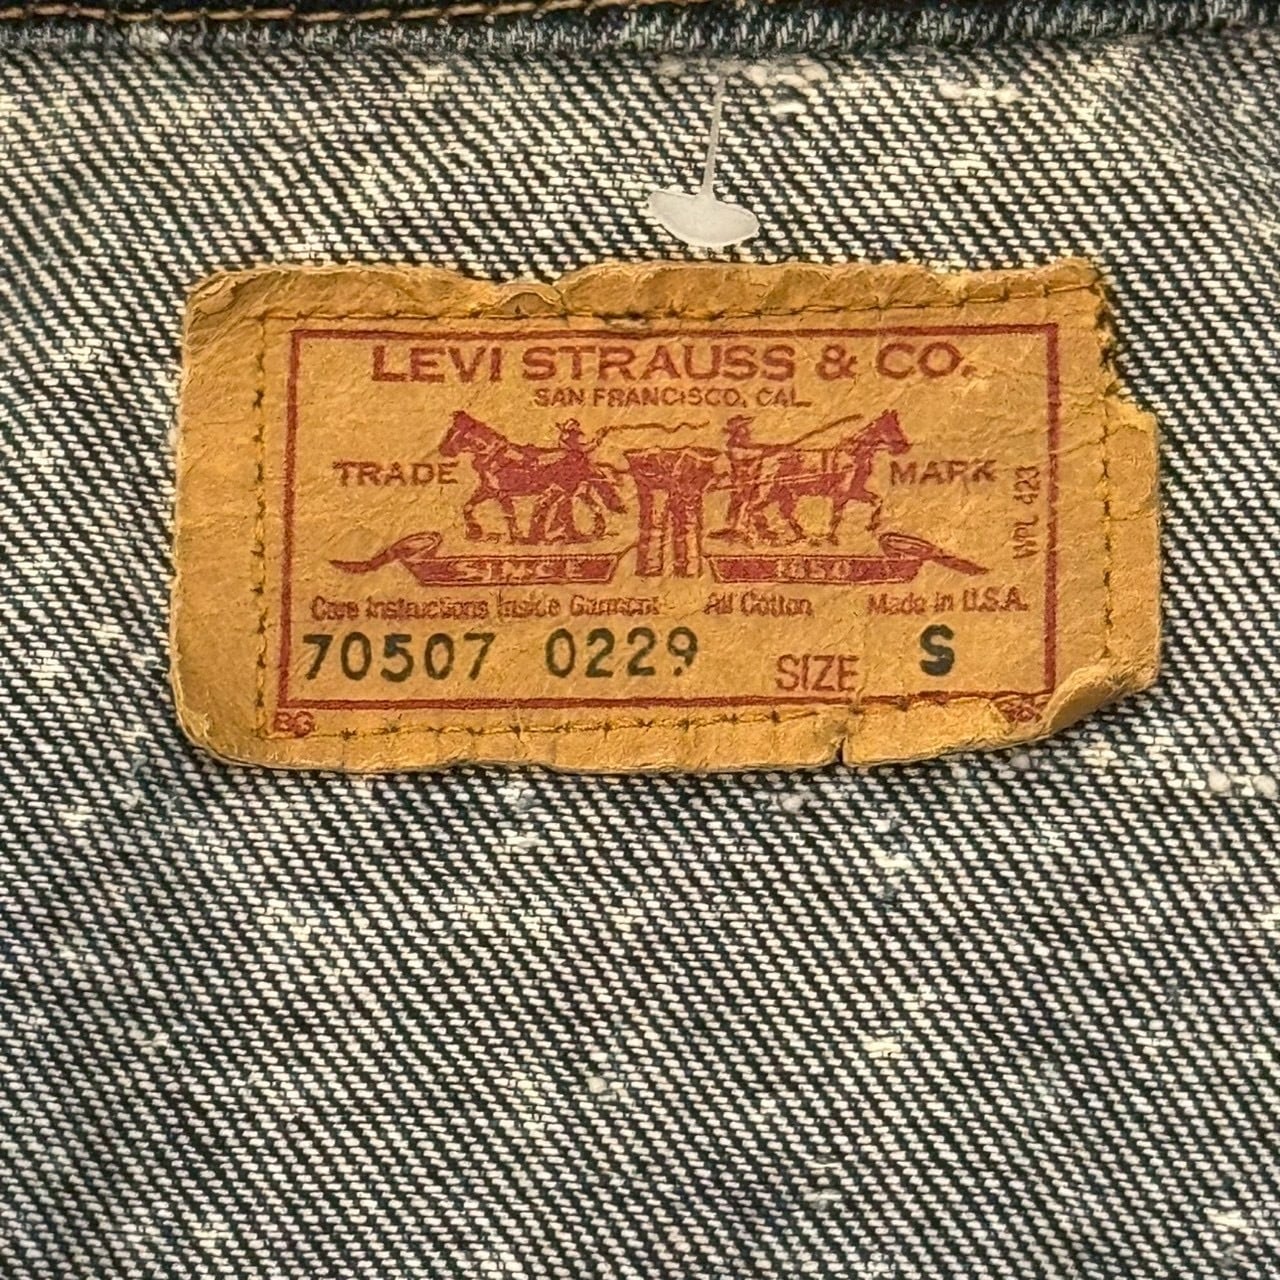 LEVI STRAUSS & CO.
SAN FRANCISCO, CAL.
TRADE MARK
WPL 423
SINCE 1850
Care Instructions Inside Garment All Cotton Made in U.S.A.
70507 0229 SIZE S
BG